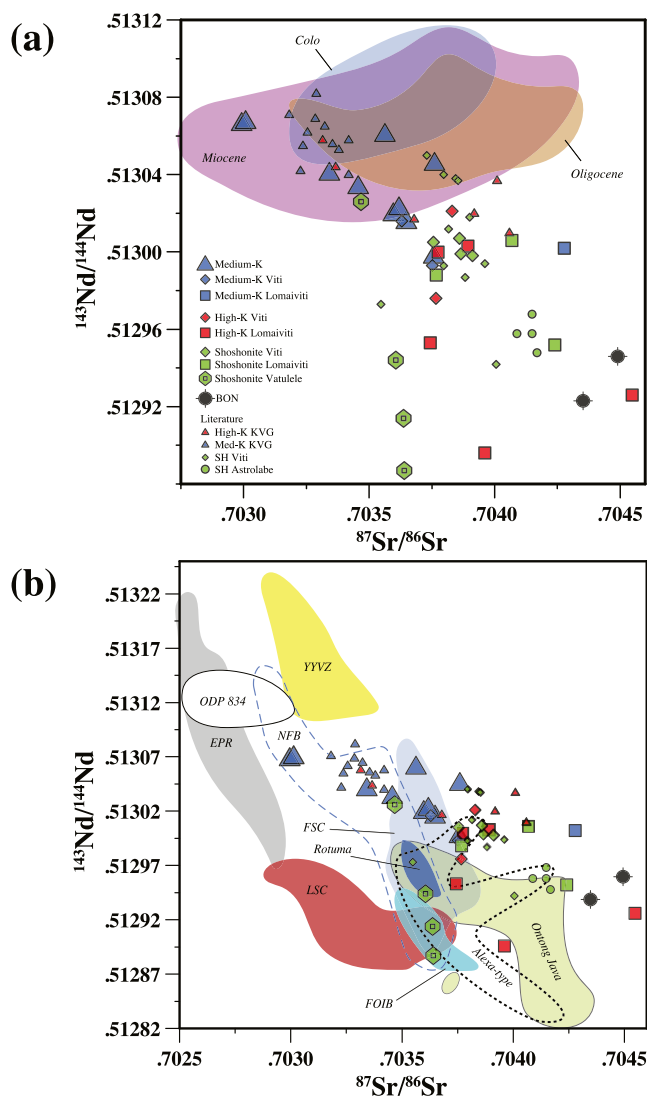 (a)
.51312
.51308
.51304
.51300
.51296
.51292
143Nd/144Nd
Colo
Miocene
Oligocene
Medium-K
Medium-K Viti
Medium-K Lomaiviti
High-K Viti
High-K Lomaiviti
Shoshonite Viti
Shoshonite Lomaiviti
Shoshonite Vatulele
BON
Literature
High-K KVG
Med-K KVG
SH Viti
SH Astrolabe
.7030 .7035 .7040 .7045
87Sr/86Sr
(b)
.51322
.51317
.51312
.51307
.51302
.51297
.51292
.51287
.51282
143Nd/144Nd
YYVZ
ODP 834
EPR
NFB
FSC
Rotuma
LSC
FOIB
Alexa-type
Ontong Java
.7025 .7030 .7035 .7040 .7045
87Sr/86Sr